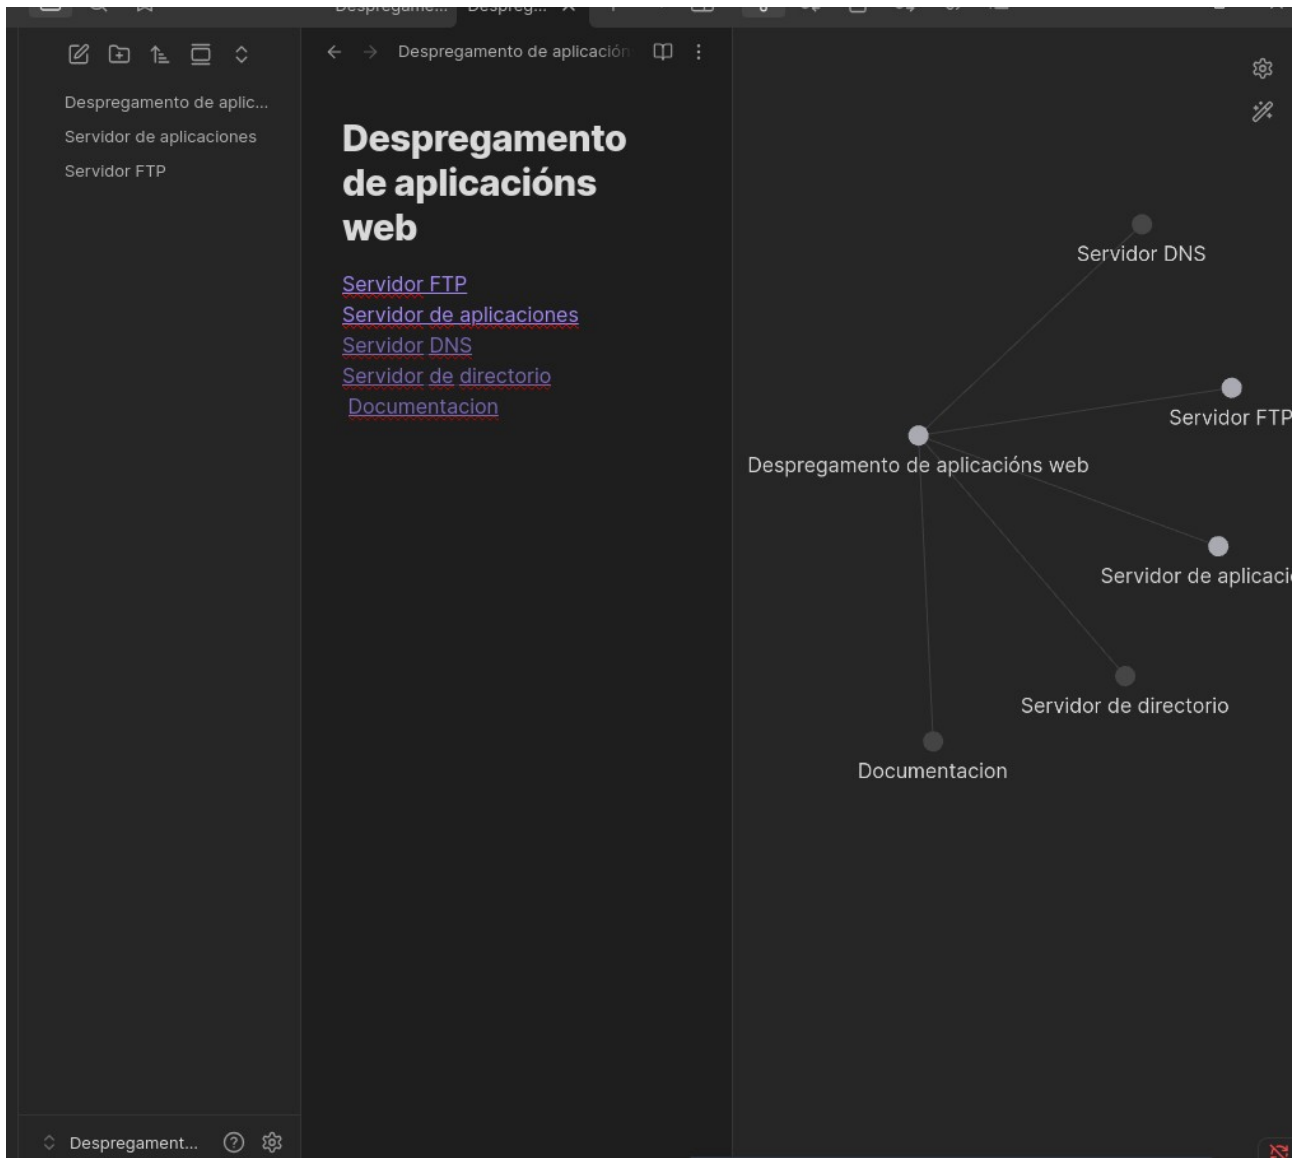 Despregame...
Despreg...
Despregamento de aplic...
Servidor de aplicaciones
Servidor FTP
Despregament...
Despregamento de aplicación
Despregamento
de aplicacións
web
Servidor FTP
Servidor de aplicaciones
Servidor DNS
Servidor de directorio
Documentacion
Servidor DNS
Servidor FTP
Despregamento de aplicacións web
Servidor de aplicaci
Servidor de directorio
Documentacion